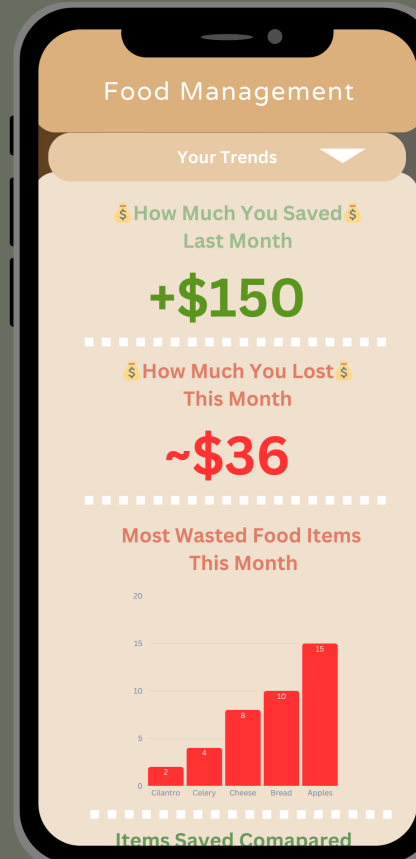 Food Management
Your Trends
💰How Much You Saved💰
Last Month
+$150
💰How Much You Lost💰
This Month
~$36
Most Wasted Food Items
This Month
20
15
10
5
0
2
4
8
10
15
Cilantro Celery Cheese Bread Apples
Items Saved Comapared